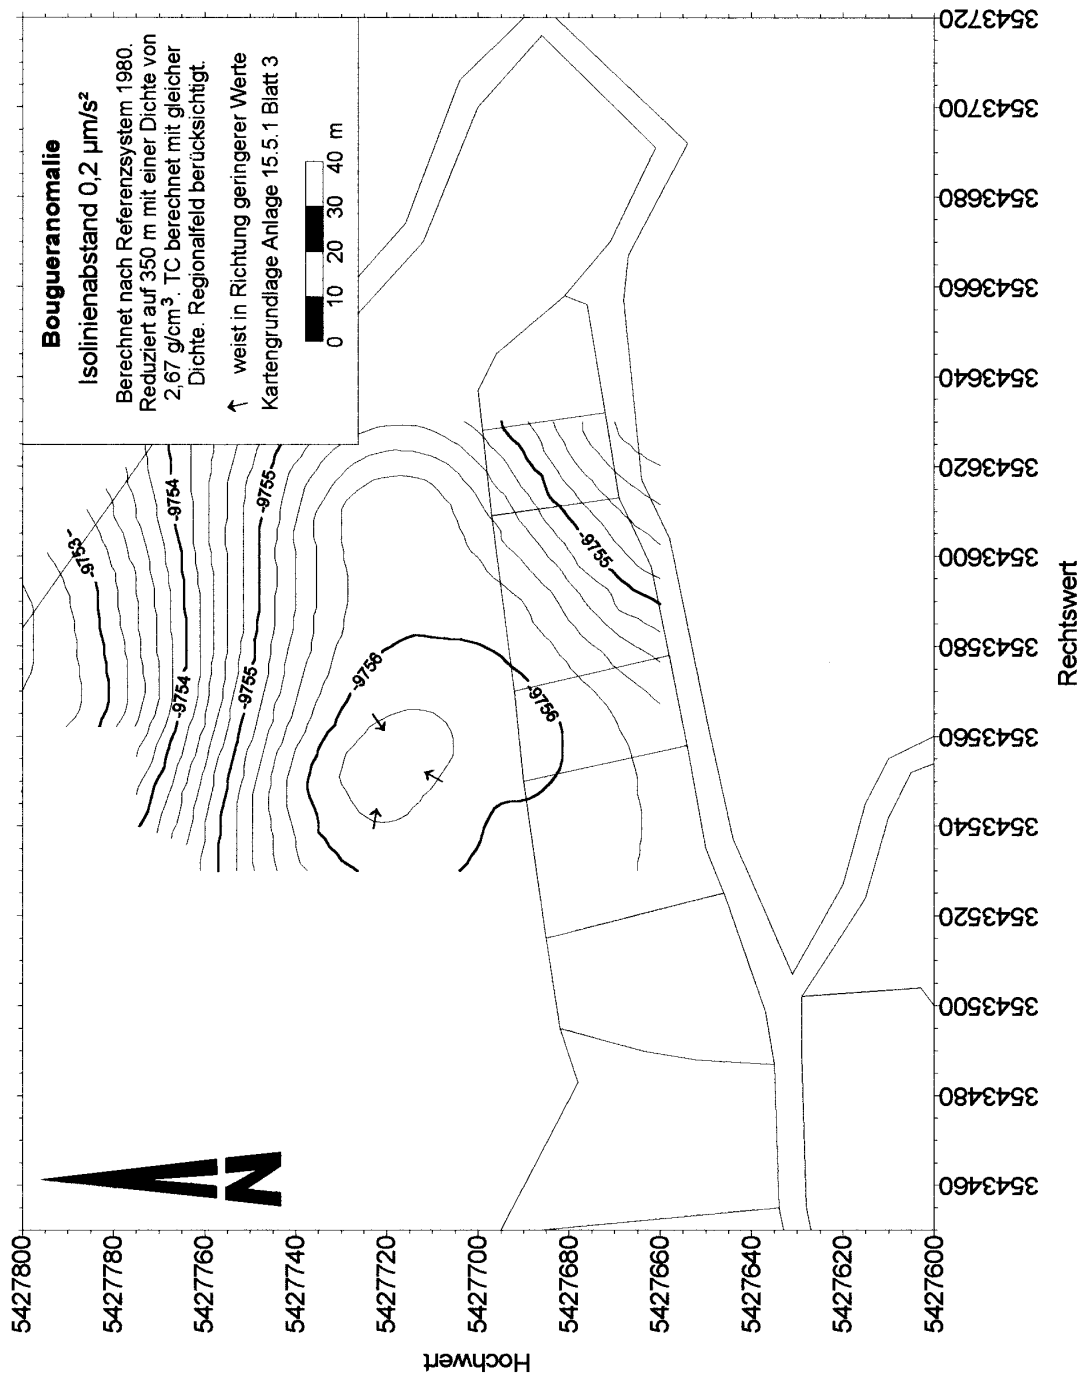 Bougueranomalie
Isolinienabstand 0,2 µm/s²
Berechnet nach Referenzsystem 1980.
Reduziert auf 350 m mit einer Dichte von
2,67 g/cm³. TC berechnet mit gleicher
Dichte. Regionalfeld berücksichtigt.
weist in Richtung geringerer Werte
Kartengrundlage Anlage 15.5.1 Blatt 3
0 10 20 30 40 m
-9753
-9754
-9754
-9755
-9755
-9755
-9756
-9756
N
Hochwert
5427800
5427780
5427760
5427740
5427720
5427700
5427680
5427660
5427640
5427620
5427600
Rechtswert
3543460
3543480
3543500
3543520
3543540
3543560
3543580
3543600
3543620
3543640
3543660
3543680
3543700
3543720